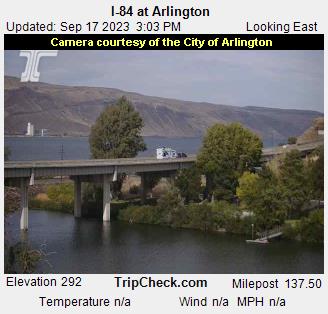 I-84 at Arlington
Updated: Sep 17 2023 3:03 PM Looking East
Camera courtesy of the City of Arlington
Elevation 292 TripCheck.com Milepost 137.50
Temperature n/a Wind n/a MPH n/a